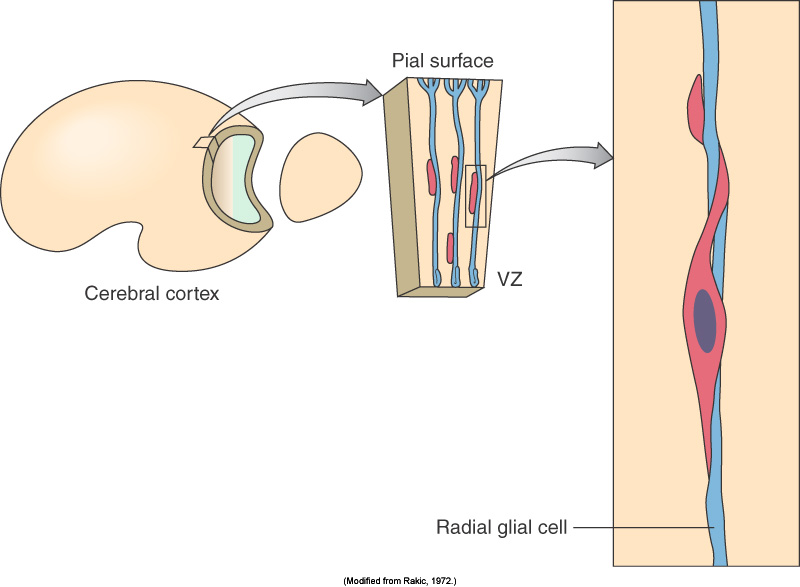 Pial surface
VZ
Cerebral cortex
Radial glial cell
(Modified from Rakic, 1972.)